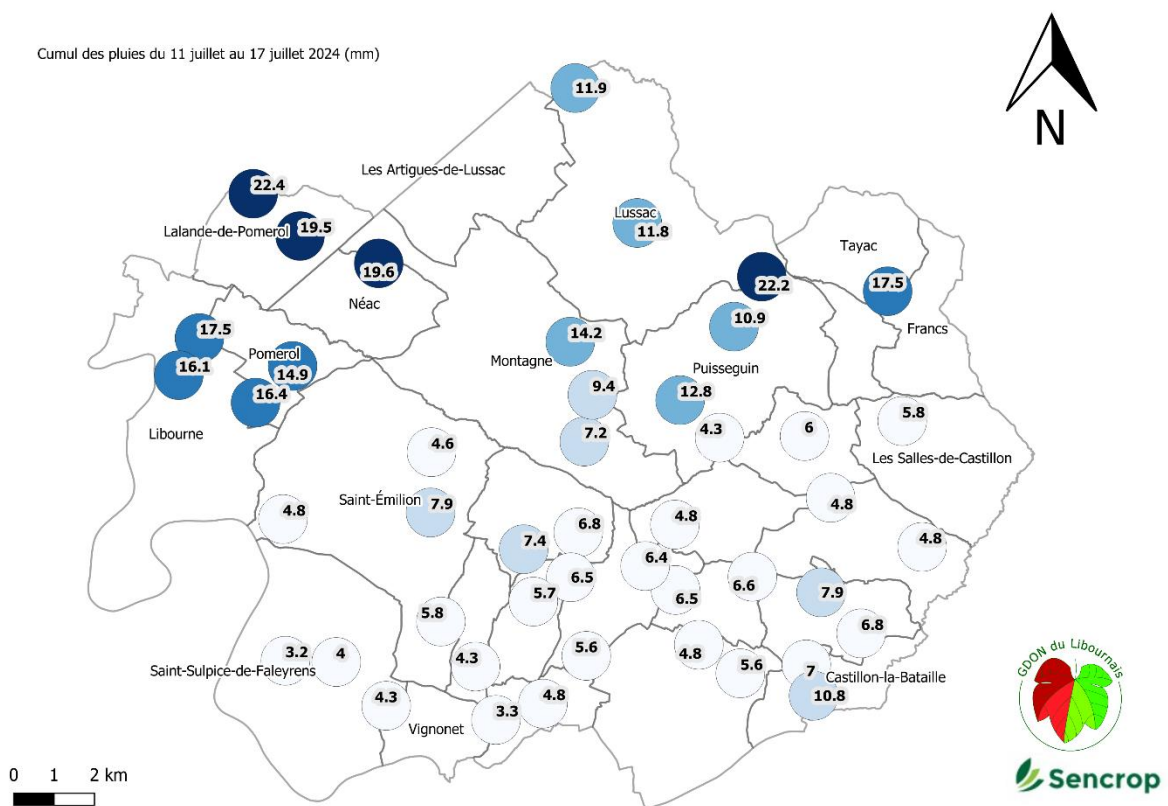 Cumul des pluies du 11 juillet au 17 juillet 2024 (mm)
N
11.9
Les Artigues-de-Lussac
22.4
Lussac
11.8
19.5
Lalande-de-Pomerol
Tayac
19.6
22.2
17.5
Néac
10.9
Francs
17.5
14.2
Pomerol
Montagne
Puisseguin
16.1
14.9
16.4
9.4
12.8
Libourne
7.2
4.3
6
5.8
4.6
Les Salles-de-Castillon
Saint-Émilion
7.9
4.8
4.8
6.8
4.8
7.4
4.8
6.4
6.5
6.6
5.7
6.5
7.9
5.8
6.8
3.2
4
4.3
5.6
4.8
5.6
7
Saint-Sulpice-de-Faleyrens
Castillon-la-Bataille
10.8
4.3
4.8
3.3
Vignonet
GDON du Libournais
0 1 2 km
Sencrop